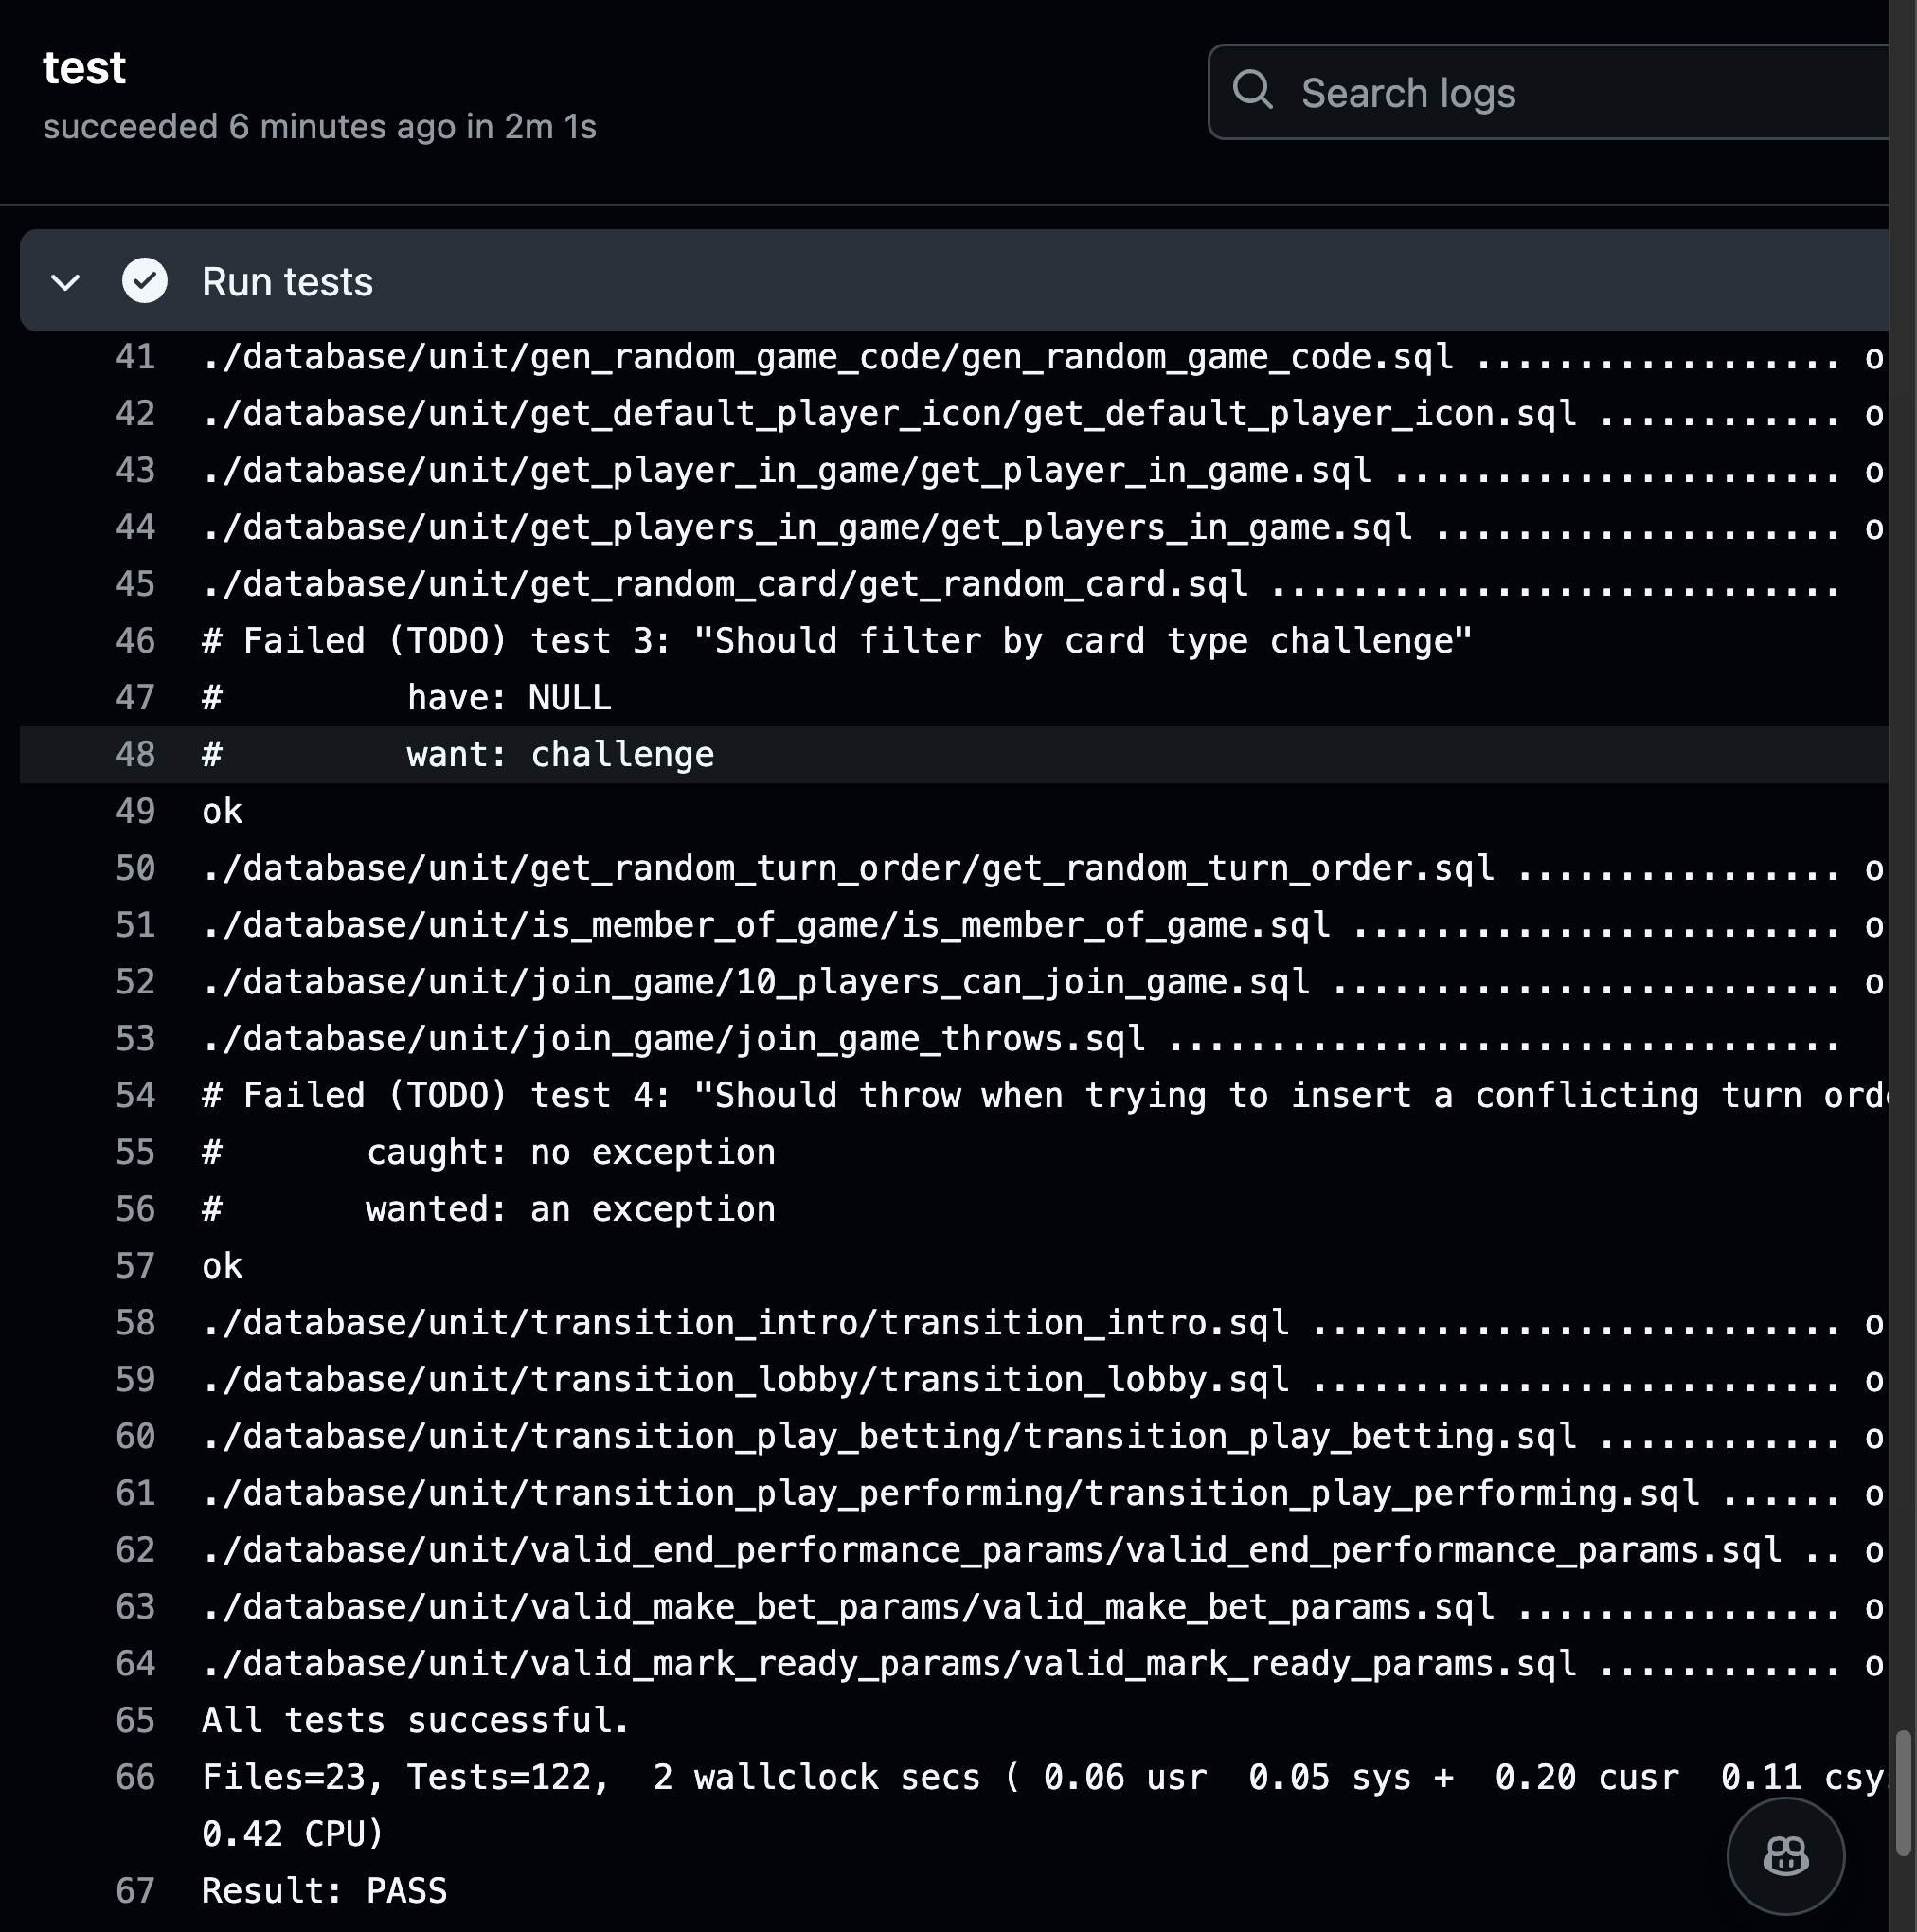 test
succeeded 6 minutes ago in 2m 1s
Search logs
Run tests
41 ./database/unit/gen_random_game_code/gen_random_game_code.sql .................. o
42 ./database/unit/get_default_player_icon/get_default_player_icon.sql ............ o
43 ./database/unit/get_player_in_game/get_player_in_game.sql ...................... o
44 ./database/unit/get_players_in_game/get_players_in_game.sql .................... o
45 ./database/unit/get_random_card/get_random_card.sql ............................
46 # Failed (TODO) test 3: "Should filter by card type challenge"
47 #         have: NULL
48 #         want: challenge
49 ok
50 ./database/unit/get_random_turn_order/get_random_turn_order.sql ................ o
51 ./database/unit/is_member_of_game/is_member_of_game.sql ........................ o
52 ./database/unit/join_game/10_players_can_join_game.sql ......................... o
53 ./database/unit/join_game/join_game_throws.sql .................................
54 # Failed (TODO) test 4: "Should throw when trying to insert a conflicting turn ord
55 #       caught: no exception
56 #       wanted: an exception
57 ok
58 ./database/unit/transition_intro/transition_intro.sql .......................... o
59 ./database/unit/transition_lobby/transition_lobby.sql .......................... o
60 ./database/unit/transition_play_betting/transition_play_betting.sql ............ o
61 ./database/unit/transition_play_performing/transition_play_performing.sql ...... o
62 ./database/unit/valid_end_performance_params/valid_end_performance_params.sql .. o
63 ./database/unit/valid_make_bet_params/valid_make_bet_params.sql ................ o
64 ./database/unit/valid_mark_ready_params/valid_mark_ready_params.sql ............ o
65 All tests successful.
66 Files=23, Tests=122,  2 wallclock secs ( 0.06 usr  0.05 sys +  0.20 cusr  0.11 csy
0.42 CPU)
67 Result: PASS